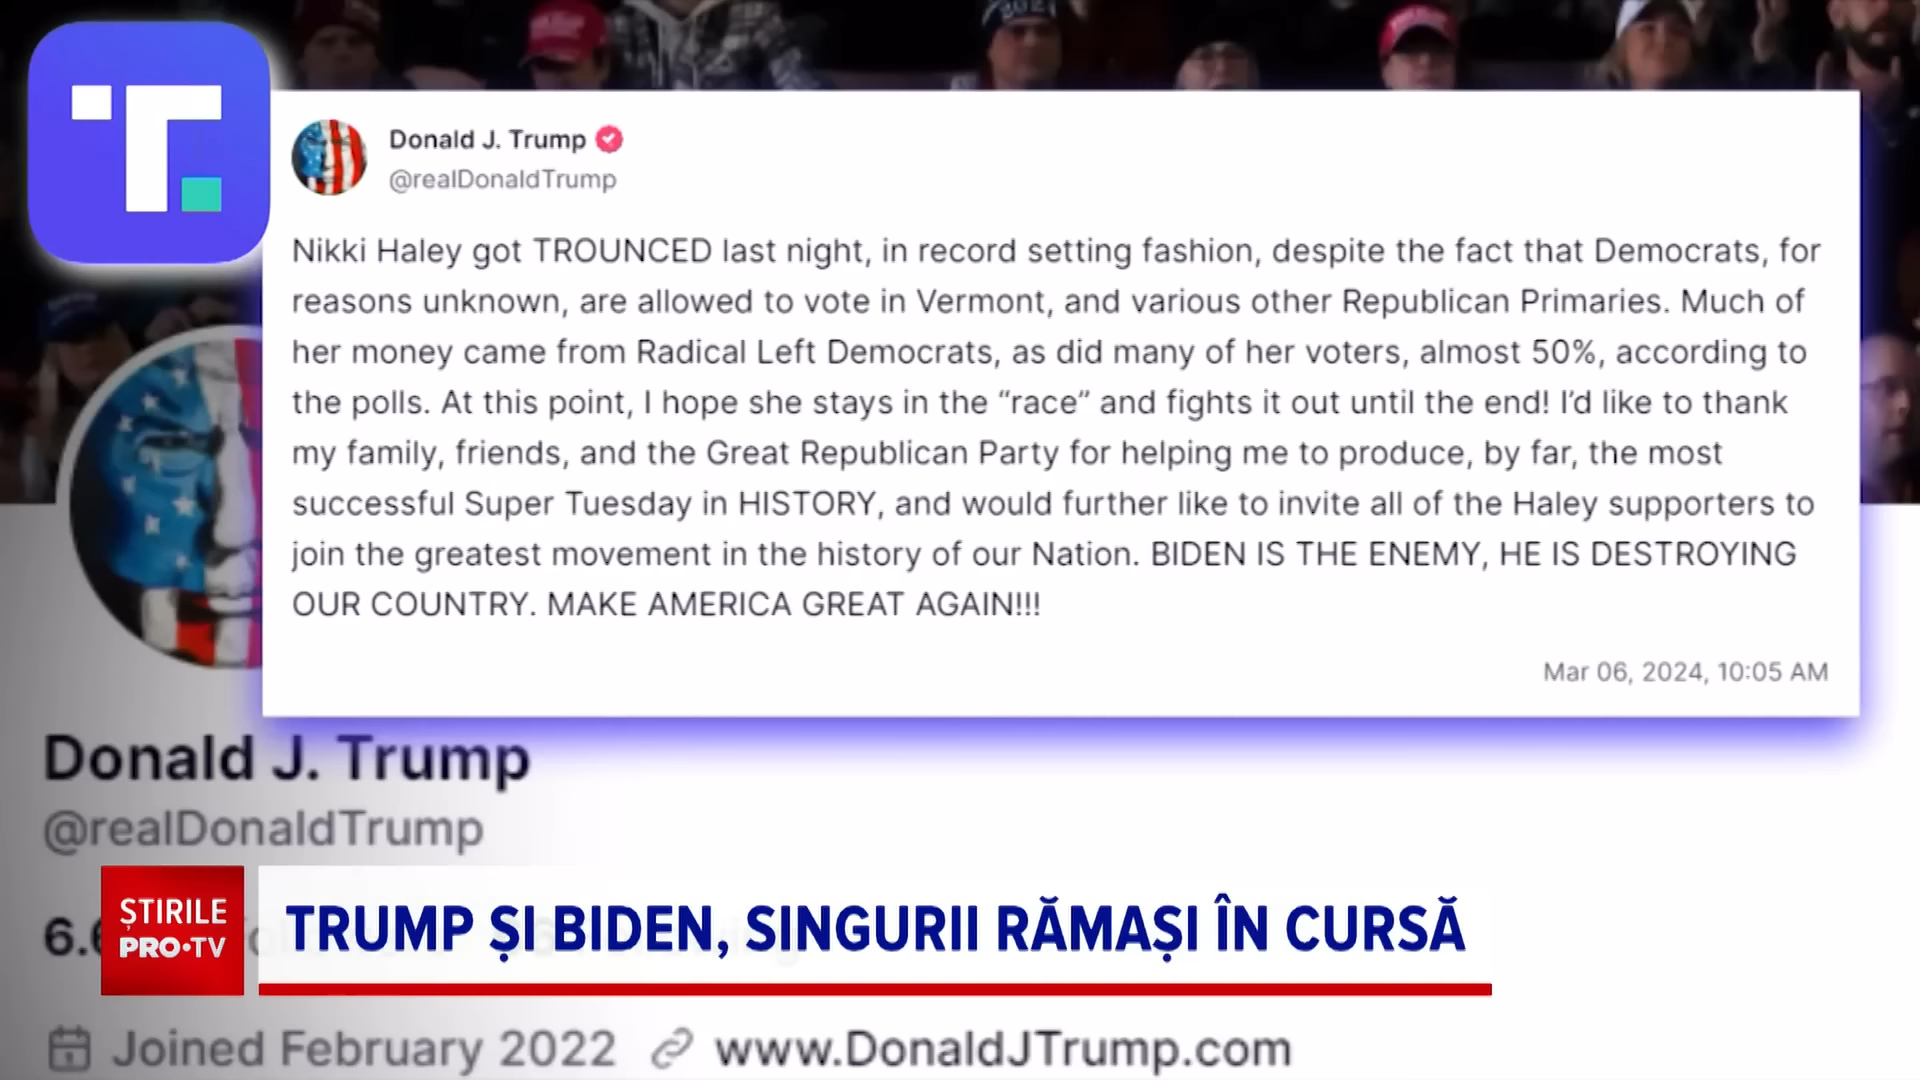 2024
T.
Donald J. Trump
@realDonaldTrump
Nikki Haley got TROUNCED last night, in record setting fashion, despite the fact that Democrats, for
reasons unknown, are allowed to vote in Vermont, and various other Republican Primaries. Much of
her money came from Radical Left Democrats, as did many of her voters, almost 50%, according to
the polls. At this point, I hope she stays in the “race” and fights it out until the end! I’d like to thank
my family, friends, and the Great Republican Party for helping me to produce, by far, the most
successful Super Tuesday in HISTORY, and would further like to invite all of the Haley supporters to
join the greatest movement in the history of our Nation. BIDEN IS THE ENEMY, HE IS DESTROYING
OUR COUNTRY. MAKE AMERICA GREAT AGAIN!!!
Mar 06, 2024, 10:05 AM
Donald J. Trump
@realDonaldTrump
ȘTIRILE
PRO•TV
TRUMP ȘI BIDEN, SINGURII RĂMAȘI ÎN CURSĂ
Joined February 2022
www.DonaldJTrump.com